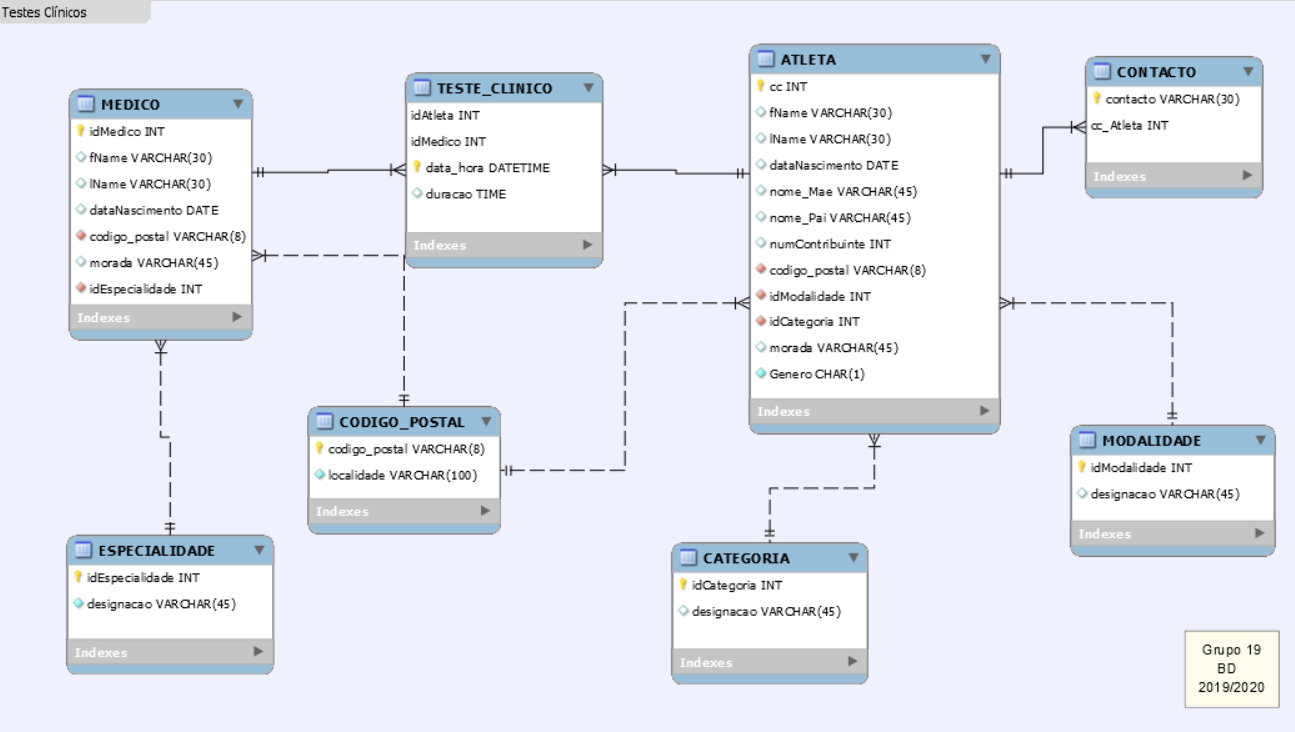 Testes Clínicos
MEDICO
idMedico INT
fName VARCHAR(30)
lName VARCHAR(30)
dataNascimento DATE
codigo_postal VARCHAR(8)
morada VARCHAR(45)
idEspecialidade INT
Indexes
TESTE_CLINICO
idAtleta INT
idMedico INT
data_hora DATETIME
duracao TIME
Indexes
ATLETA
cc INT
fName VARCHAR(30)
lName VARCHAR(30)
dataNascimento DATE
nome_Mae VARCHAR(45)
nome_Pai VARCHAR(45)
numContribuinte INT
codigo_postal VARCHAR(8)
idModalidade INT
idCategoria INT
morada VARCHAR(45)
Genero CHAR(1)
Indexes
CONTACTO
contacto VARCHAR(30)
cc_Atleta INT
Indexes
CODIGO_POSTAL
codigo_postal VARCHAR(8)
localidade VARCHAR(100)
Indexes
MODALIDADE
idModalidade INT
designacao VARCHAR(45)
Indexes
ESPECIALIDADE
idEspecialidade INT
designacao VARCHAR(45)
Indexes
CATEGORIA
idCategoria INT
designacao VARCHAR(45)
Indexes
Grupo 19
BD
2019/2020